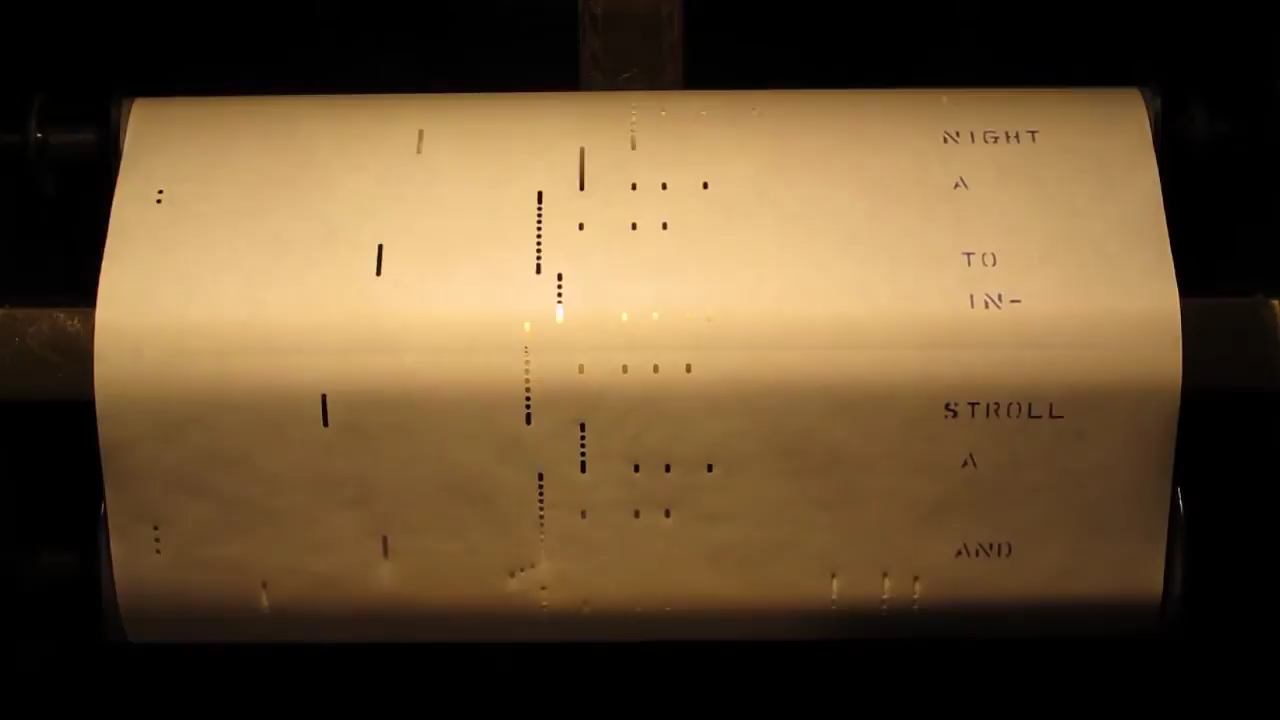 NIGHT
A
TO
IN-
STROLL
A
AND